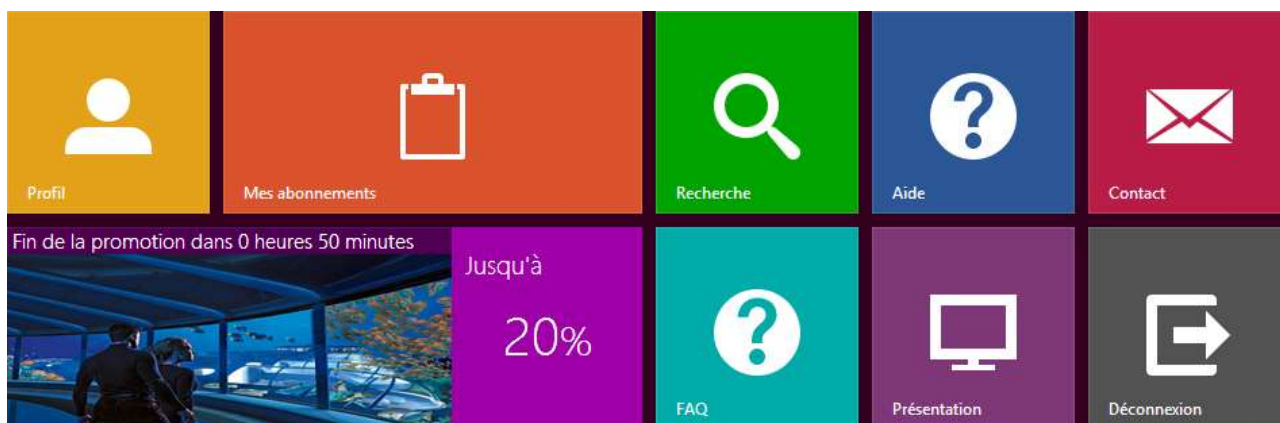 Profil
Mes abonnements
Recherche
Aide
Contact
Fin de la promotion dans 0 heures 50 minutes
Jusqu'à
20%
FAQ
Présentation
Déconnexion